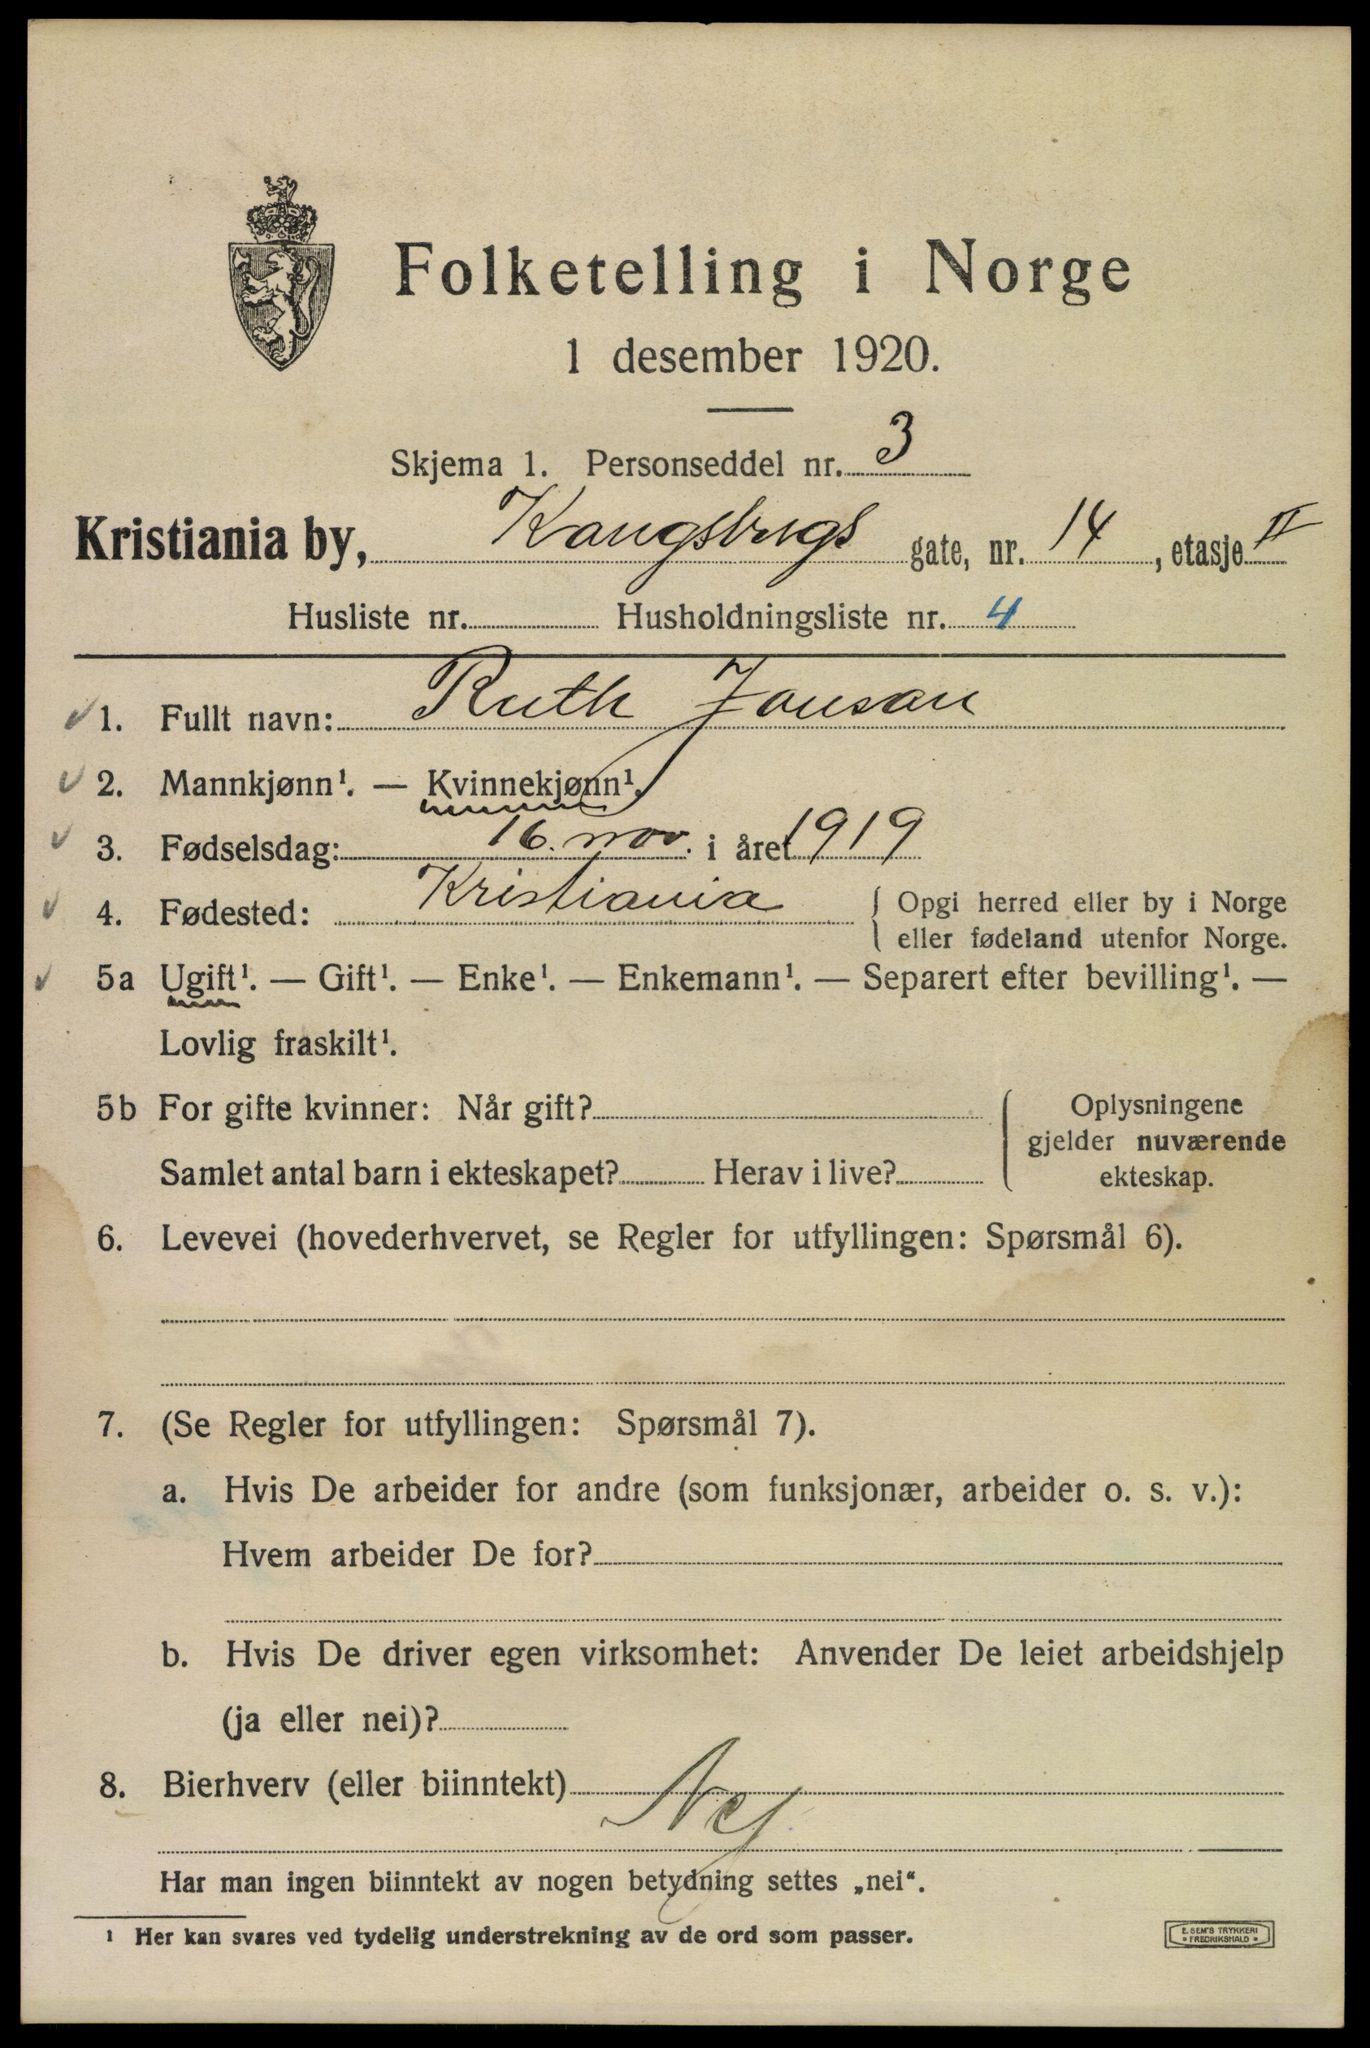 Folketelling i Norge
1 desember 1920.
Skjema 1. Personseddel nr. 3
Kristiania by, Kongsbergs gate, nr. 14, etasje II
Husliste nr. Husholdningsliste nr. 4
1. Fullt navn: Ruth Jonson
2. Mannkjønn¹. — Kvinnekjønn¹.
3. Fødselsdag: 16. nov. i året 1919
4. Fødested: Kristiania { Opgi herred eller by i Norge
eller fødeland utenfor Norge.
5a Ugift¹. — Gift¹. — Enke¹. — Enkemann¹. — Separert efter bevilling¹. —
Lovlig fraskilt¹.
5b For gifte kvinner: Når gift? Oplysningene
gjelder nuværende
Samlet antal barn i ekteskapet? Herav i live? ekteskap.
6. Levevei (hovederhvervet, se Regler for utfyllingen: Spørsmål 6).
7. (Se Regler for utfyllingen: Spørsmål 7).
a. Hvis De arbeider for andre (som funksjonær, arbeider o. s. v.):
Hvem arbeider De for?
b. Hvis De driver egen virksomhet: Anvender De leiet arbeidshjelp
(ja eller nei)?
8. Bierhverv (eller biinntekt) Nej
Har man ingen biinntekt av nogen betydning settes „nei“.
¹ Her kan svares ved tydelig understrekning av de ord som passer.
E. SEM'S TRYKKERI
FREDRIKSHALD